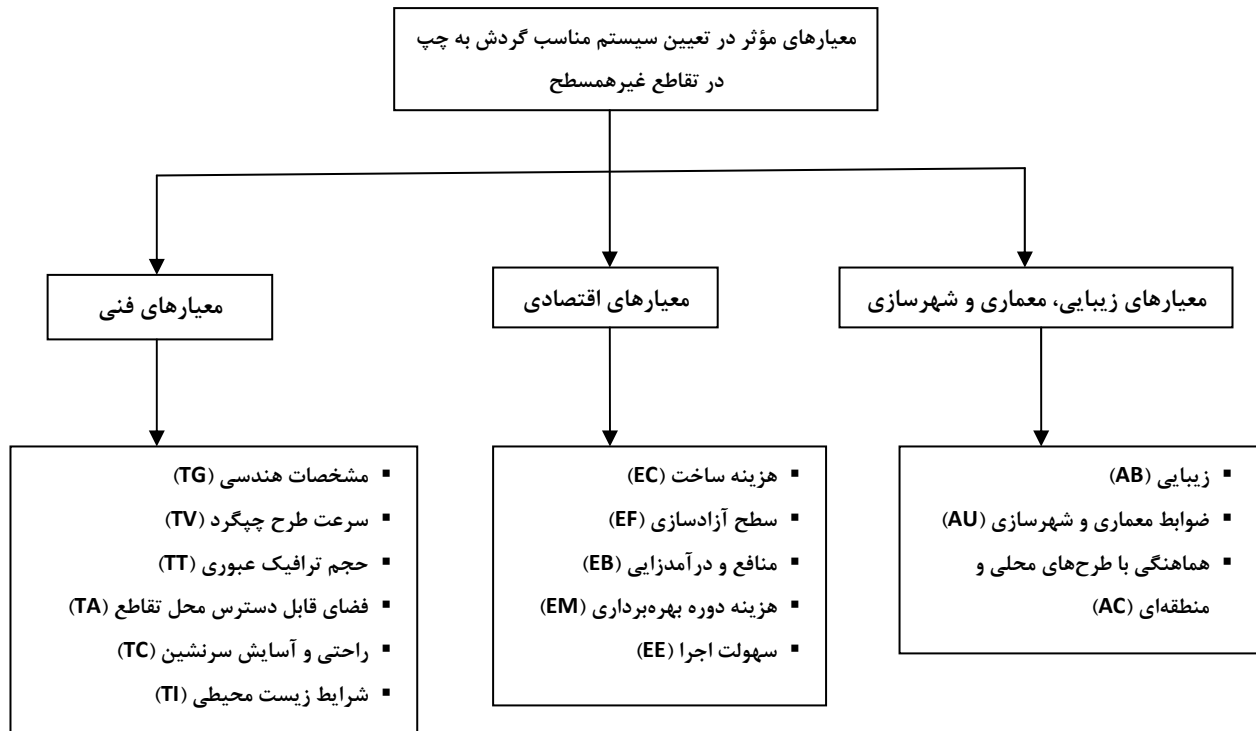 معیارهای مؤثر در تعیین سیستم مناسب گردش به چپ
در تقاطع غیرهمسطح
معیارهای زیبایی، معماری و شهرسازی
معیارهای اقتصادی
معیارهای فنی
▪ زیبایی (AB)
▪ ضوابط معماری و شهرسازی (AU)
▪ هماهنگی با طرح‌های محلی و
منطقه‌ای (AC)
▪ هزینه ساخت (EC)
▪ سطح آزادسازی (EF)
▪ منافع و درآمدزایی (EB)
▪ هزینه دوره بهره‌برداری (EM)
▪ سهولت اجرا (EE)
▪ مشخصات هندسی (TG)
▪ سرعت طرح چپگرد (TV)
▪ حجم ترافیک عبوری (TT)
▪ فضای قابل دسترس محل تقاطع (TA)
▪ راحتی و آسایش سرنشین (TC)
▪ شرایط زیست محیطی (TI)